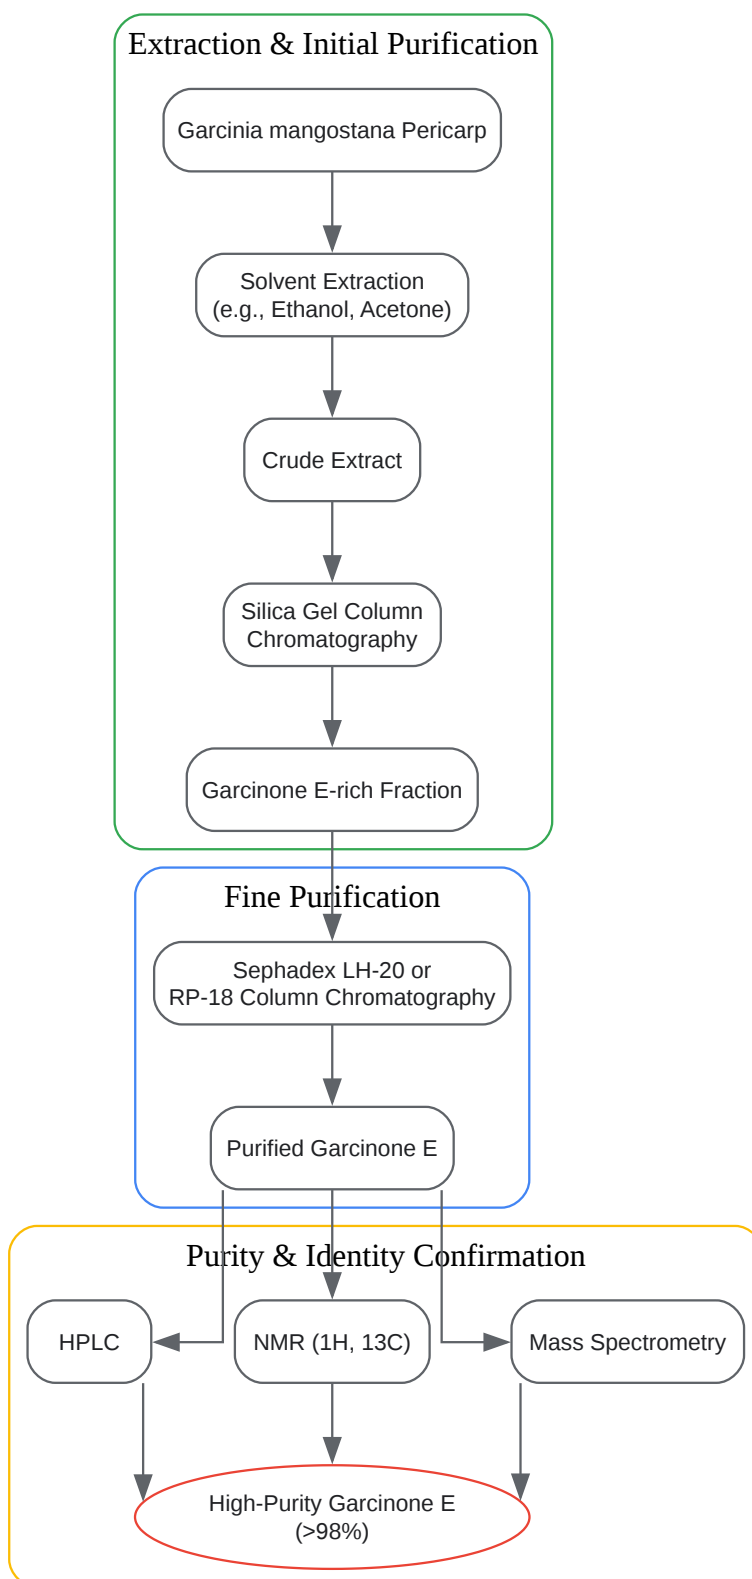 Extraction & Initial Purification
Garcinia mangostana Pericarp
Solvent Extraction
(e.g., Ethanol, Acetone)
Crude Extract
Silica Gel Column
Chromatography
Garcinone E-rich Fraction
Fine Purification
Sephadex LH-20 or
RP-18 Column Chromatography
Purified Garcinone E
Purity & Identity Confirmation
HPLC
NMR (1H, 13C)
Mass Spectrometry
High-Purity Garcinone E
(>98%)